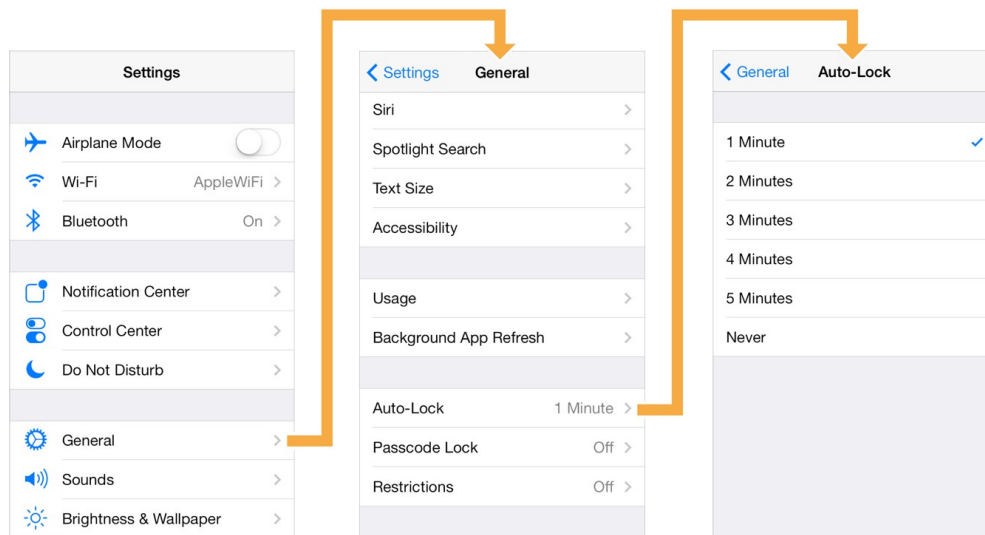 Settings
Airplane Mode
Wi-Fi AppleWiFi
Bluetooth On
Notification Center
Control Center
Do Not Disturb
General
Sounds
Brightness & Wallpaper
Settings General
Siri
Spotlight Search
Text Size
Accessibility
Usage
Background App Refresh
Auto-Lock 1 Minute
Passcode Lock Off
Restrictions Off
General Auto-Lock
1 Minute
2 Minutes
3 Minutes
4 Minutes
5 Minutes
Never